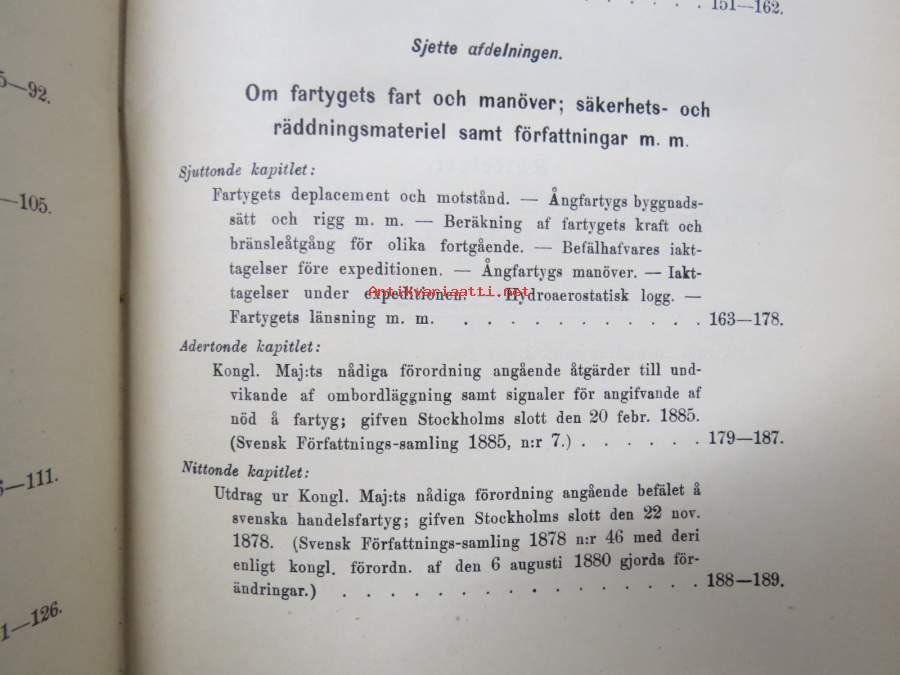 151—162.
Sjette afdelningen.
Om fartygets fart och manöver; säkerhets- och
räddningsmateriel samt författningar m. m.
Sjuttonde kapitlet:
Fartygets deplacement och motstånd. — Ångfartygs byggnads-
sätt och rigg m. m. — Beräkning af fartygets kraft och
bränsleåtgång för olika fortgående. — Befälhafvares iakt-
tagelser före expeditionen. — Ångfartygs manöver. — Iakt-
tagelser under expeditionen. Hydroaerostatisk logg. —
Fartygets länsning m. m. . . . . . . . . . . . 163—178.
Adertonde kapitlet:
Kongl. Maj:ts nådiga förordning angående åtgärder till und-
vikande af ombordläggning samt signaler för angifvande af
nöd å fartyg; gifven Stockholms slott den 20 febr. 1885.
(Svensk Författnings-samling 1885, n:r 7.) . . . . . . 179—187.
Nittonde kapitlet:
Utdrag ur Kongl. Maj:ts nådiga förordning angående befälet å
svenska handelsfartyg; gifven Stockholms slott den 22 nov.
1878. (Svensk Författnings-samling 1878 n:r 46 med deri
enligt kongl. förordn. af den 6 augusti 1880 gjorda för-
ändringar.) . . . . . . . . . . . . . . . . 188—189.
Antikvariaatti.net
—92.
—105.
—111.
1—126.